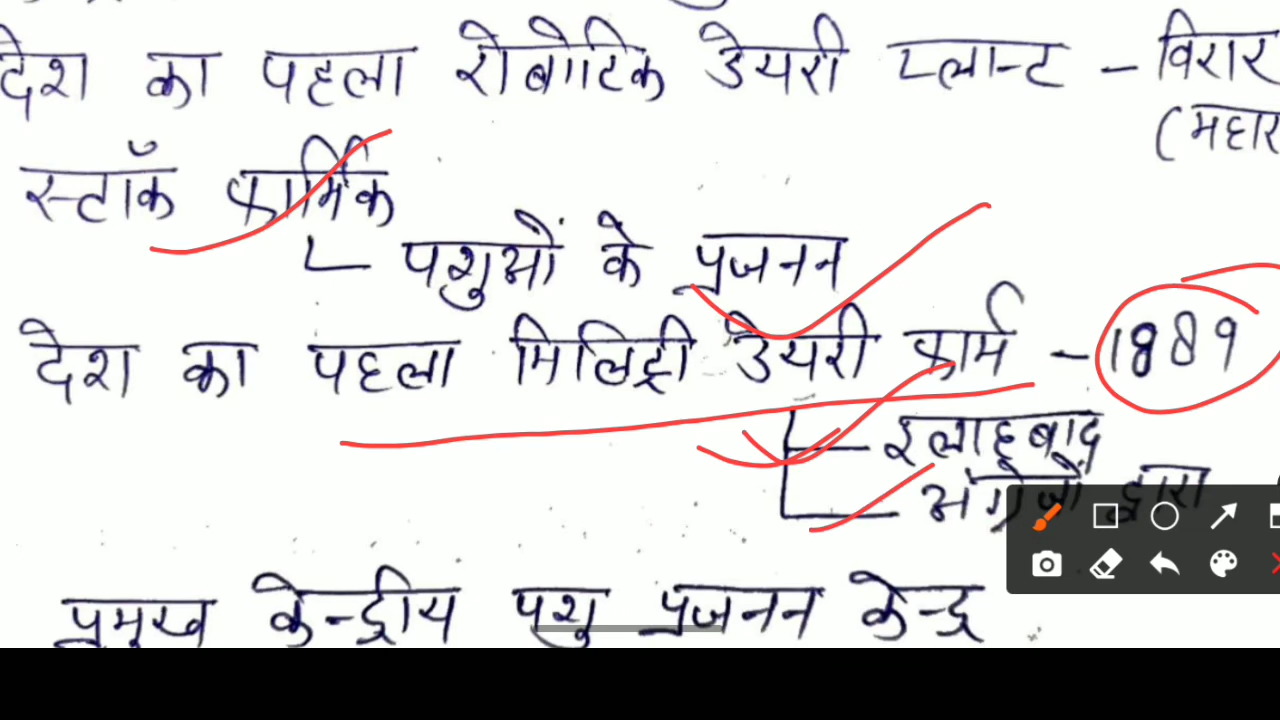 देश का पहला रोबोटिक डेयरी प्लान्ट - विरार
(महार
स्टॉक फार्मिक
पशुओं के प्रजनन
देश का पहला मिलिट्री डेयरी फार्म - 1889
इलाहबाद
अंग्रेजों द्वारा
प्रमुख केन्द्रीय पशु प्रजनन केन्द्र